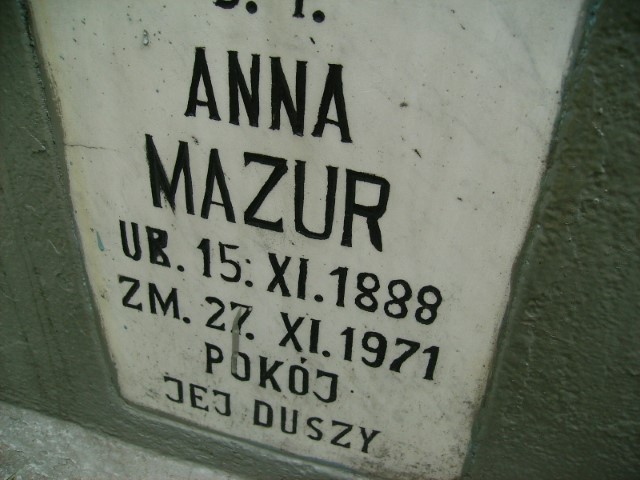 ANNA
MAZUR
UR. 15. XI. 1888
ZM. 27. XI. 1971
POKÓJ
JEJ DUSZY